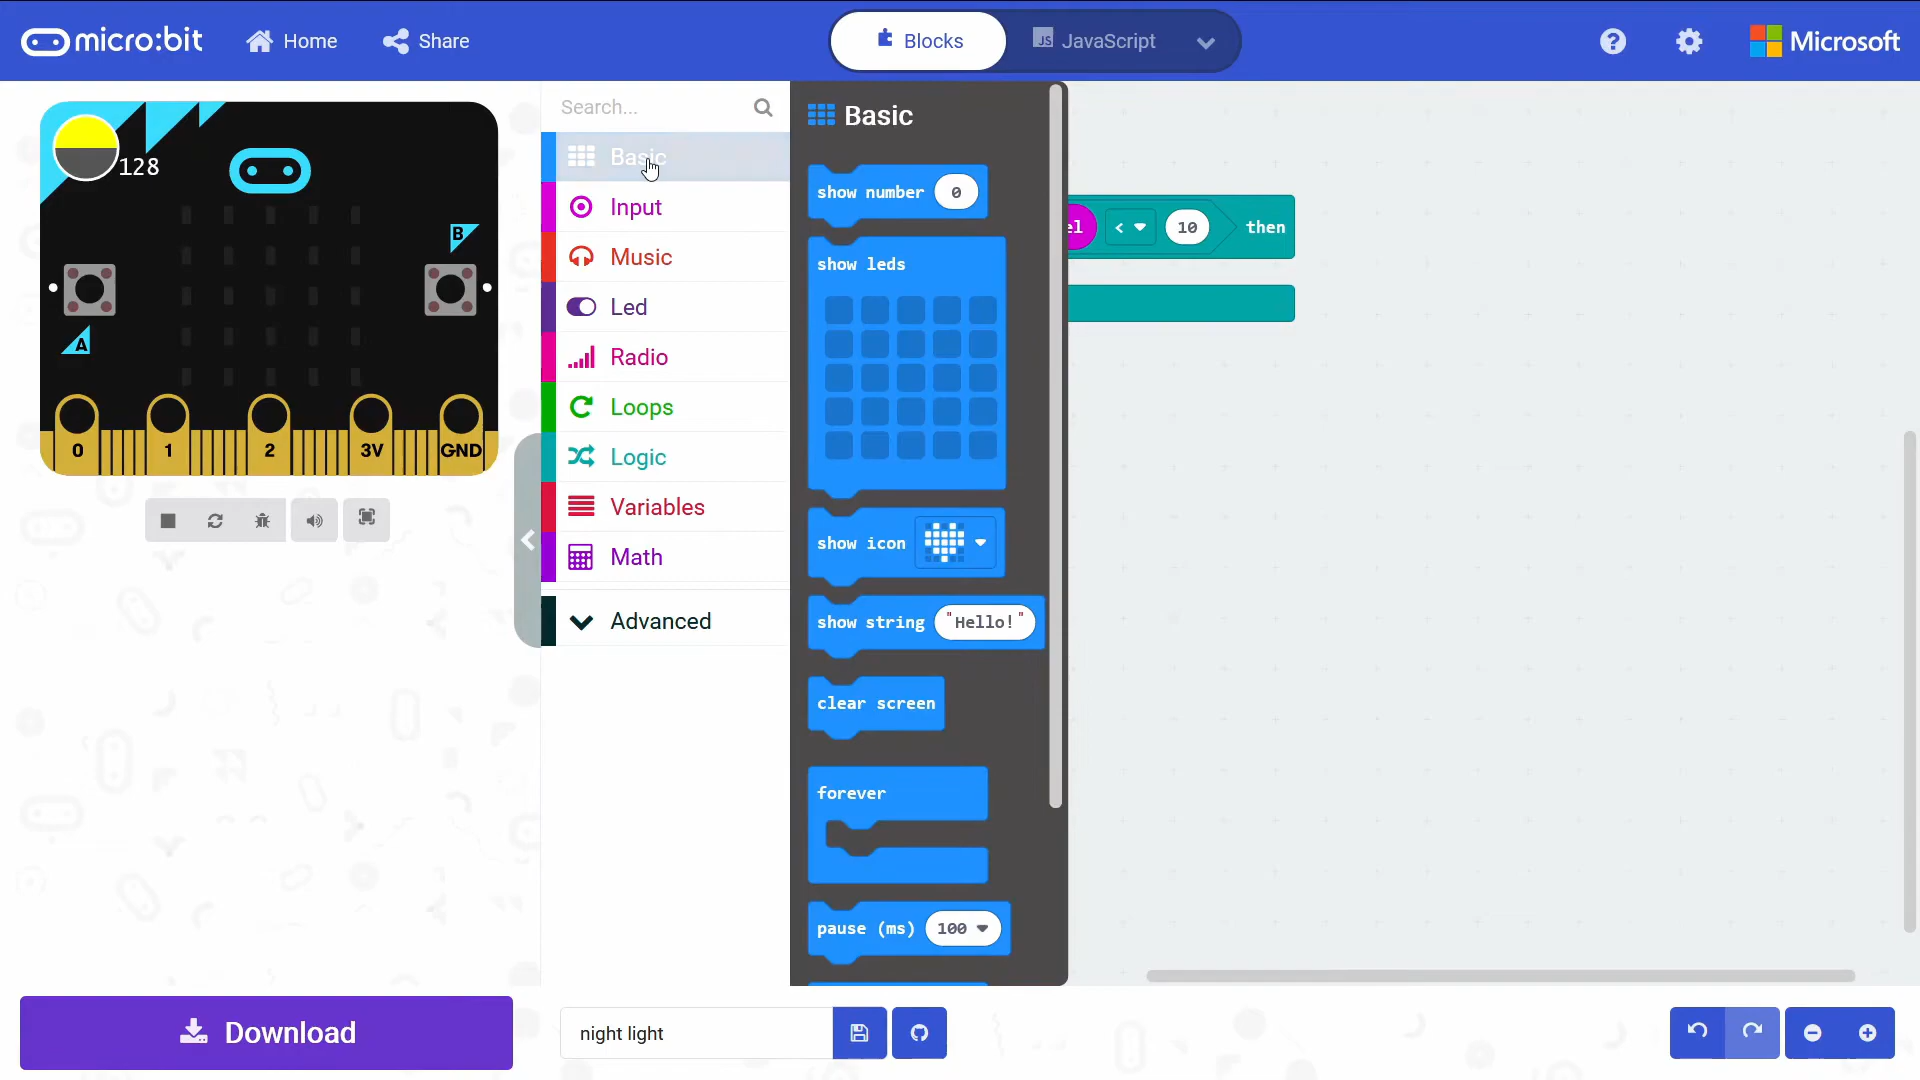 micro:bit
Home
Share
Blocks
JS JavaScript
?
Microsoft
128
B
A
0 1 2 3V GND
Search...
Basic
Input
Music
Led
Radio
Loops
Logic
Variables
Math
Advanced
Basic
show number 0
show leds
show icon
show string "Hello!"
clear screen
forever
pause (ms) 100
el < 10 then
Download
night light